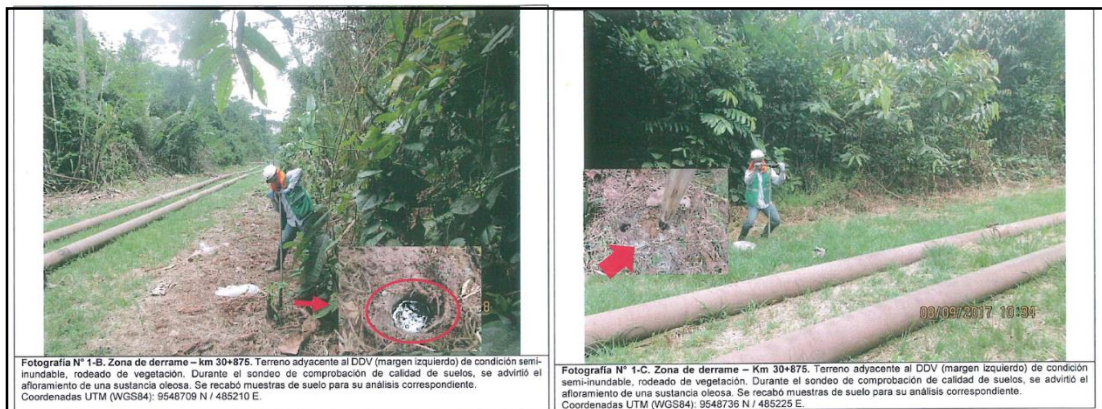 8
Fotografía N° 1-B. Zona de derrame – km 30+875. Terreno adyacente al DDV (margen izquierdo) de condición semi-
inundable, rodeado de vegetación. Durante el sondeo de comprobación de calidad de suelos, se advirtió el
afloramiento de una sustancia oleosa. Se recabó muestras de suelo para su análisis correspondiente.
Coordenadas UTM (WGS84): 9548709 N / 485210 E.
08/09/2017 10:34
Fotografía N° 1-C. Zona de derrame – Km 30+875. Terreno adyacente al DDV (margen izquierdo) de condición
semi-inundable, rodeado de vegetación. Durante el sondeo de comprobación de calidad de suelos, se advirtió el
afloramiento de una sustancia oleosa. Se recabó muestras de suelo para su análisis correspondiente.
Coordenadas UTM (WGS84): 9548736 N / 485225 E.